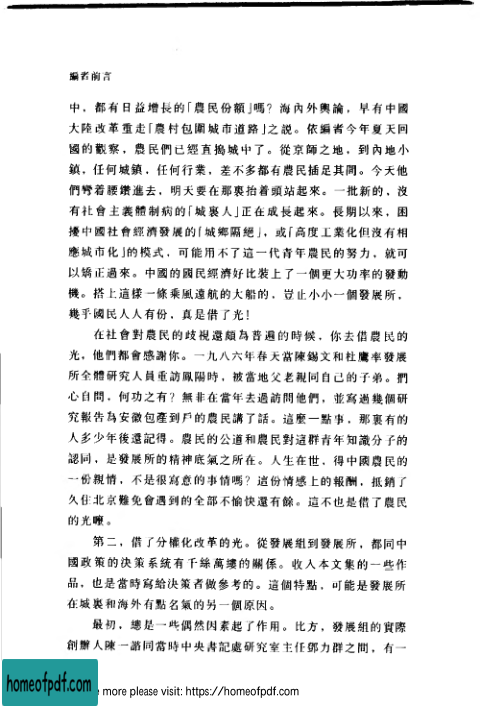 編者前言
中，都有日益增長的「農民份額」嗎？海內外輿論，早有中國
大陸改革重走「農村包圍城市道路」之説。依編者今年夏天回
國的觀察，農民們已經直搗城中了。從京師之地，到內地小
鎮，任何城鎮，任何行業，差不多都有農民插足其間。今天他
們彎着腰鑽進去，明天要在那裏抬着頭站起來。一批新的、沒
有社會主義體制病的「城裏人」正在成長起來。長期以來，困
擾中國社會經濟發展的「城鄉隔絕」，或「高度工業化但沒有相
應城市化」的模式，可能用不了這一代青年農民的努力，就可
以矯正過來。中國的國民經濟好比裝上了一個更大功率的發動
機。搭上這樣一條乘風遠航的大船的，豈止小小一個發展所，
幾乎國民人人有份，真是借了光！
在社會對農民的歧視還頗為普遍的時候，你去借農民的
光，他們都會感謝你。一九八六年春天當陳錫文和杜鷹率發展
所全體研究人員重訪鳳陽時，被當地父老親同自己的子弟。捫
心自問，何功之有？無非在當年去過訪問他們，並寫過幾個研
究報告為安徽包產到戶的農民講了話。這麼一點事，那裏有的
人多少年後還記得。農民的公道和農民對這群青年知識分子的
認同，是發展所的精神底氣之所在。人生在世，得中國農民的
一份親情，不是很寫意的事情嗎？這份情感上的報酬，抵銷了
久住北京難免會遇到的全部不愉快還有餘。這不也是借了農民
的光嚜。
第二，借了分權化改革的光。從發展組到發展所，都同中
國政策的決策系統有千絲萬縷的關係。收入本文集的一些作
品，也是當時寫給決策者做參考的。這個特點，可能是發展所
在城裏和海外有點名氣的另一個原因。
最初，總是一些偶然因素起了作用。比方，發展組的實際
創辦人陳一諮同當時中央書記處研究室主任鄧力群之間，有一
homeofpdf.com
e more please visit: https://homeofpdf.com